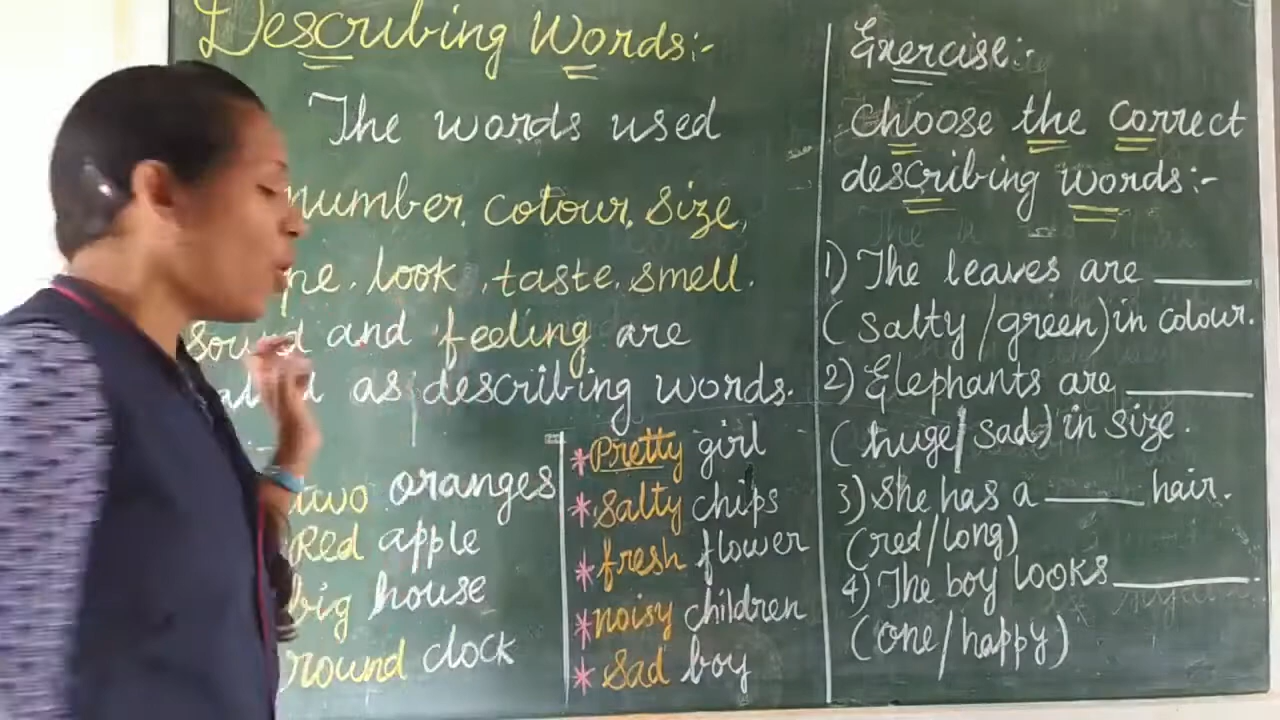 Describing Words:-
The words used
number, colour, size,
look, taste, smell.
and feeling are
as describing words.
two oranges
Red apple
big house
round clock
* Pretty girl
* Salty chips
* fresh flower
* noisy children
* Sad boy
Exercise:-
Choose the correct
describing words:-
1) The leaves are ______
(Salty/green) in colour.
2) Elephants are ______
(huge/sad) in size.
3) She has a ______ hair.
(red/long)
4) The boy looks ______
(one/happy)